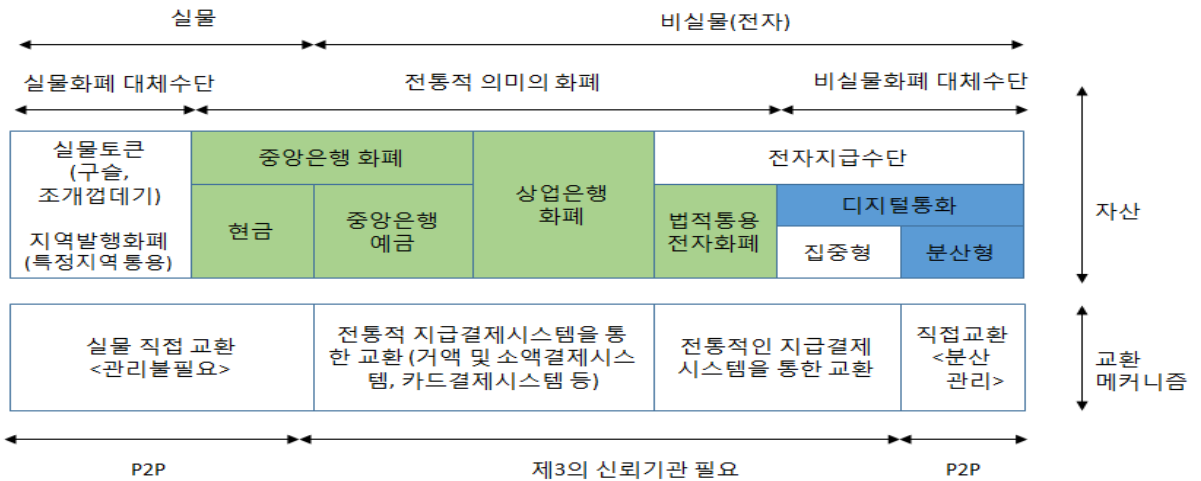 실물
비실물(전자)
실물화폐 대체수단
전통적 의미의 화폐
비실물화폐 대체수단
실물토큰
(구슬,
조개껍데기)
지역발행화폐
(특정지역 통용)
중앙은행 화폐
현금
중앙은행
예금
상업은행
화폐
전자지급수단
법적통용
전자화폐
디지털통화
집중형
분산형
자산
실물 직접 교환
<관리불필요>
전통적 지급결제시스템을 통
한 교환 (거액 및 소액결제시스
템, 카드결제시스템 등)
전통적인 지급결제
시스템을 통한 교환
직접교환
<분산
관리>
교환
메커니즘
P2P
제3의 신뢰기관 필요
P2P